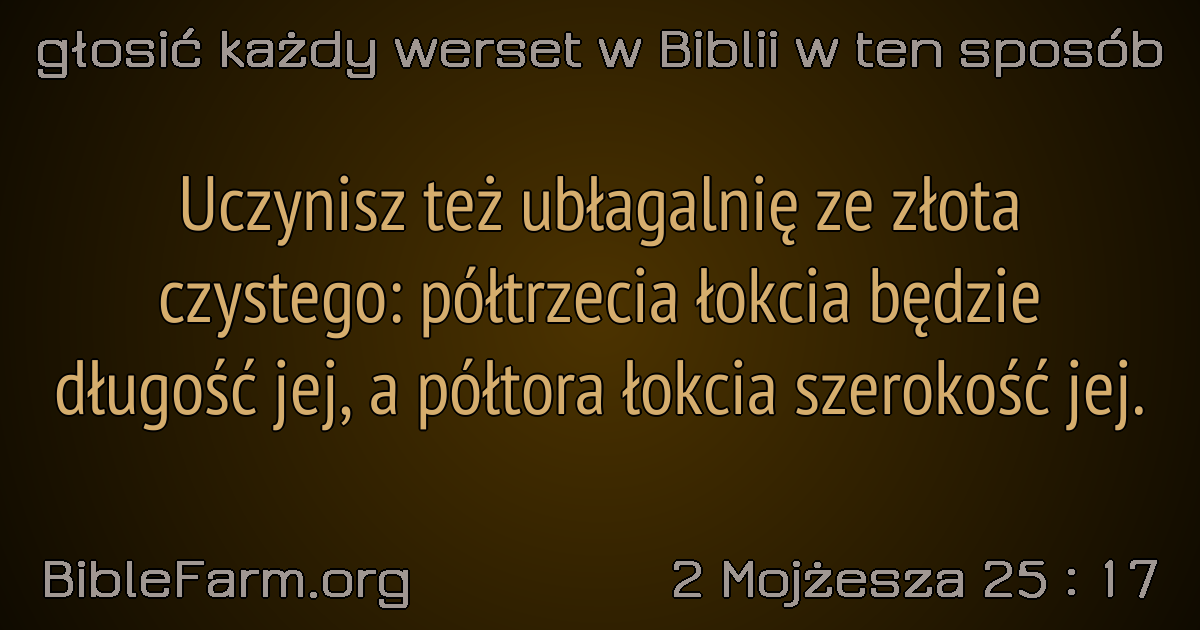 głosić każdy werset w Biblii w ten sposób
Uczynisz też ubłagalnię ze złota
czystego: półtrzecia łokcia będzie
długość jej, a półtora łokcia szerokość jej.
BibleFarm.org
2 Mojżesza 25 : 17